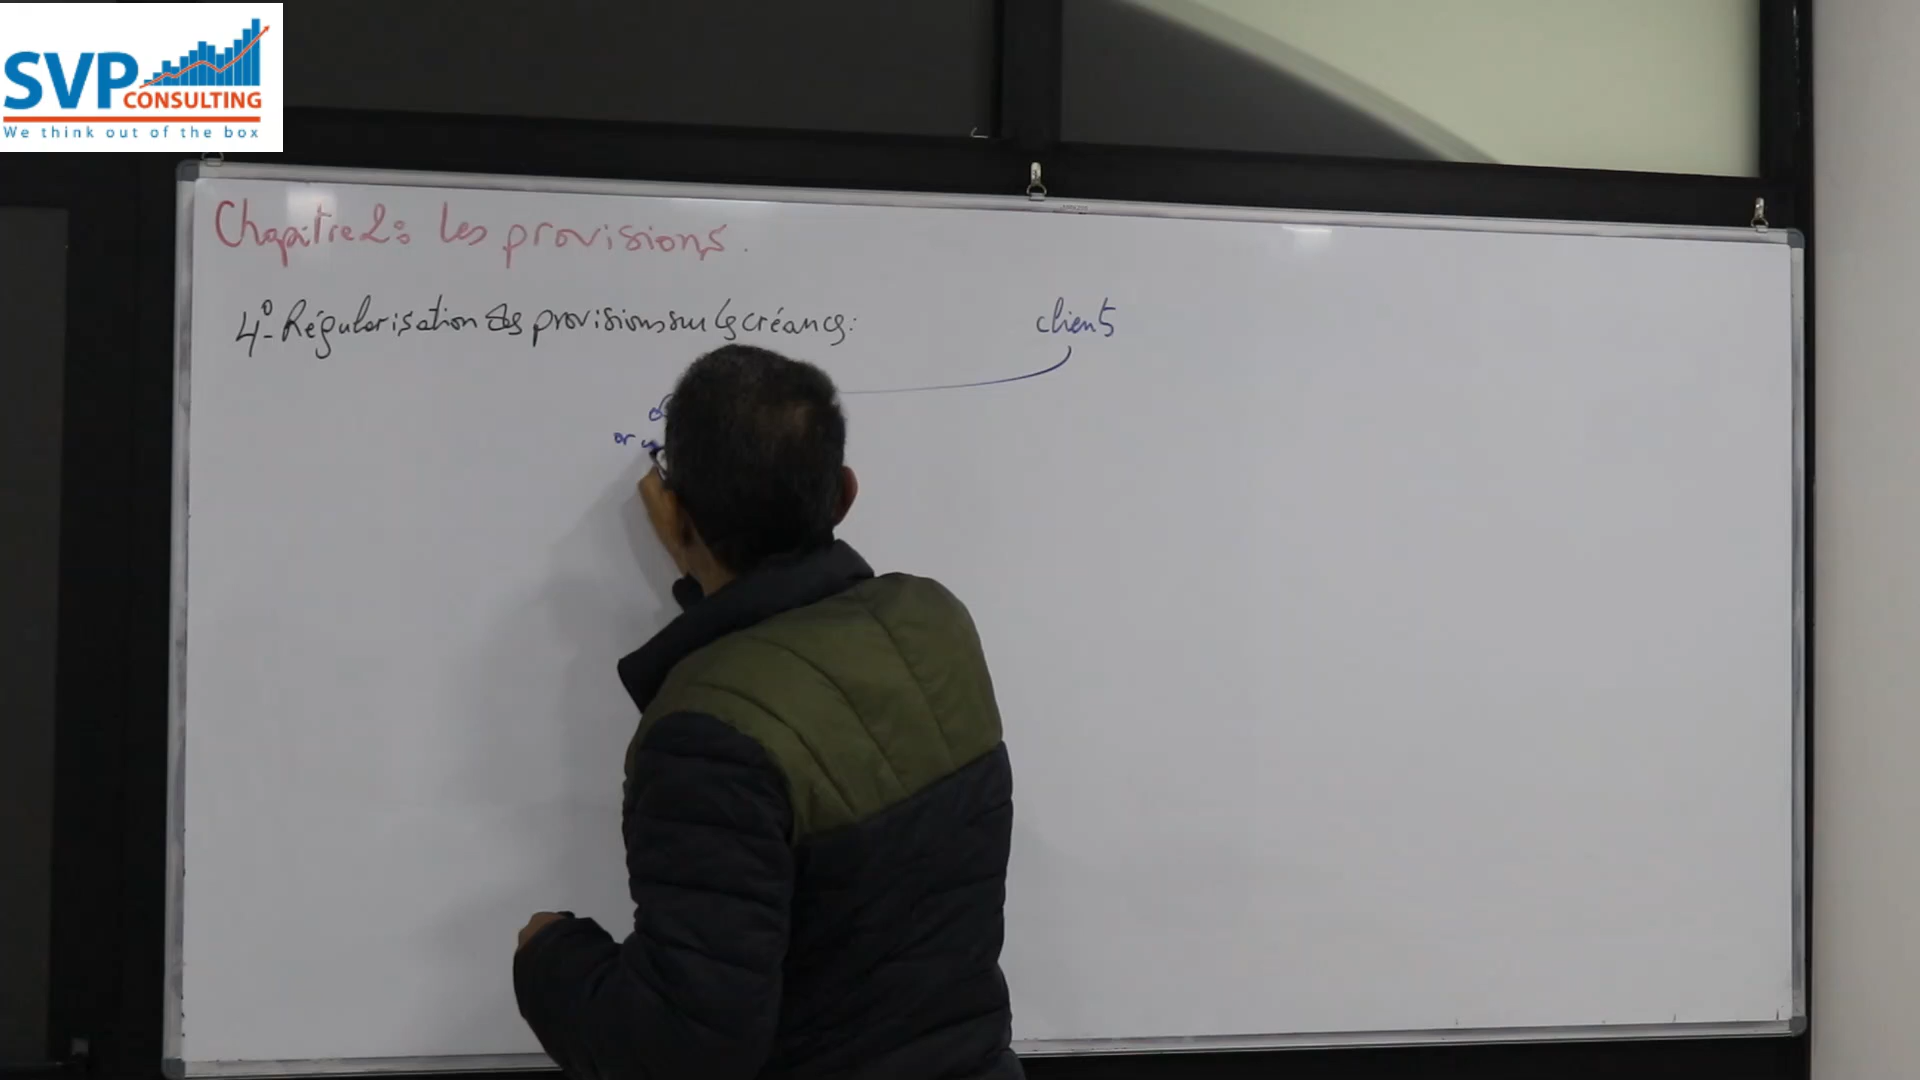 SVP
CONSULTING
We think out of the box
Chapitre 2: les provisions.
4°- Régularisation des provisions sur les créances:
clients
or